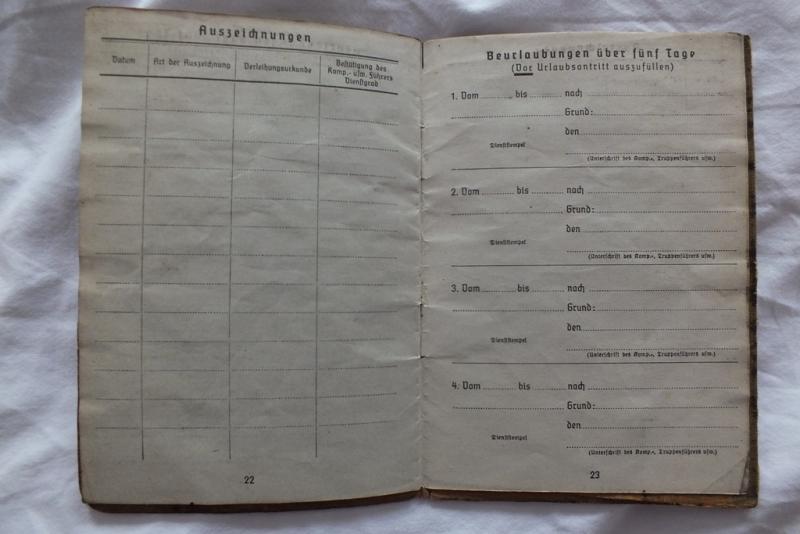 Auszeichnungen
Datum
Art der Auszeichnung
Verleihungsurkunde
Bestätigung des
Komp.- usw. Führers
Dienstgrad
22
Beurlaubungen über fünf Tage
(Vor Urlaubsantritt auszufüllen)
1. Vom bis nach
Grund:
den
Dienststempel
(Unterschrift des Komp.-, Truppenführers usw.)
2. Vom bis nach
Grund:
den
Dienststempel
(Unterschrift des Komp.-, Truppenführers usw.)
3. Vom bis nach
Grund:
den
Dienststempel
(Unterschrift des Komp.-, Truppenführers usw.)
4. Vom bis nach
Grund:
den
Dienststempel
(Unterschrift des Komp.-, Truppenführers usw.)
23